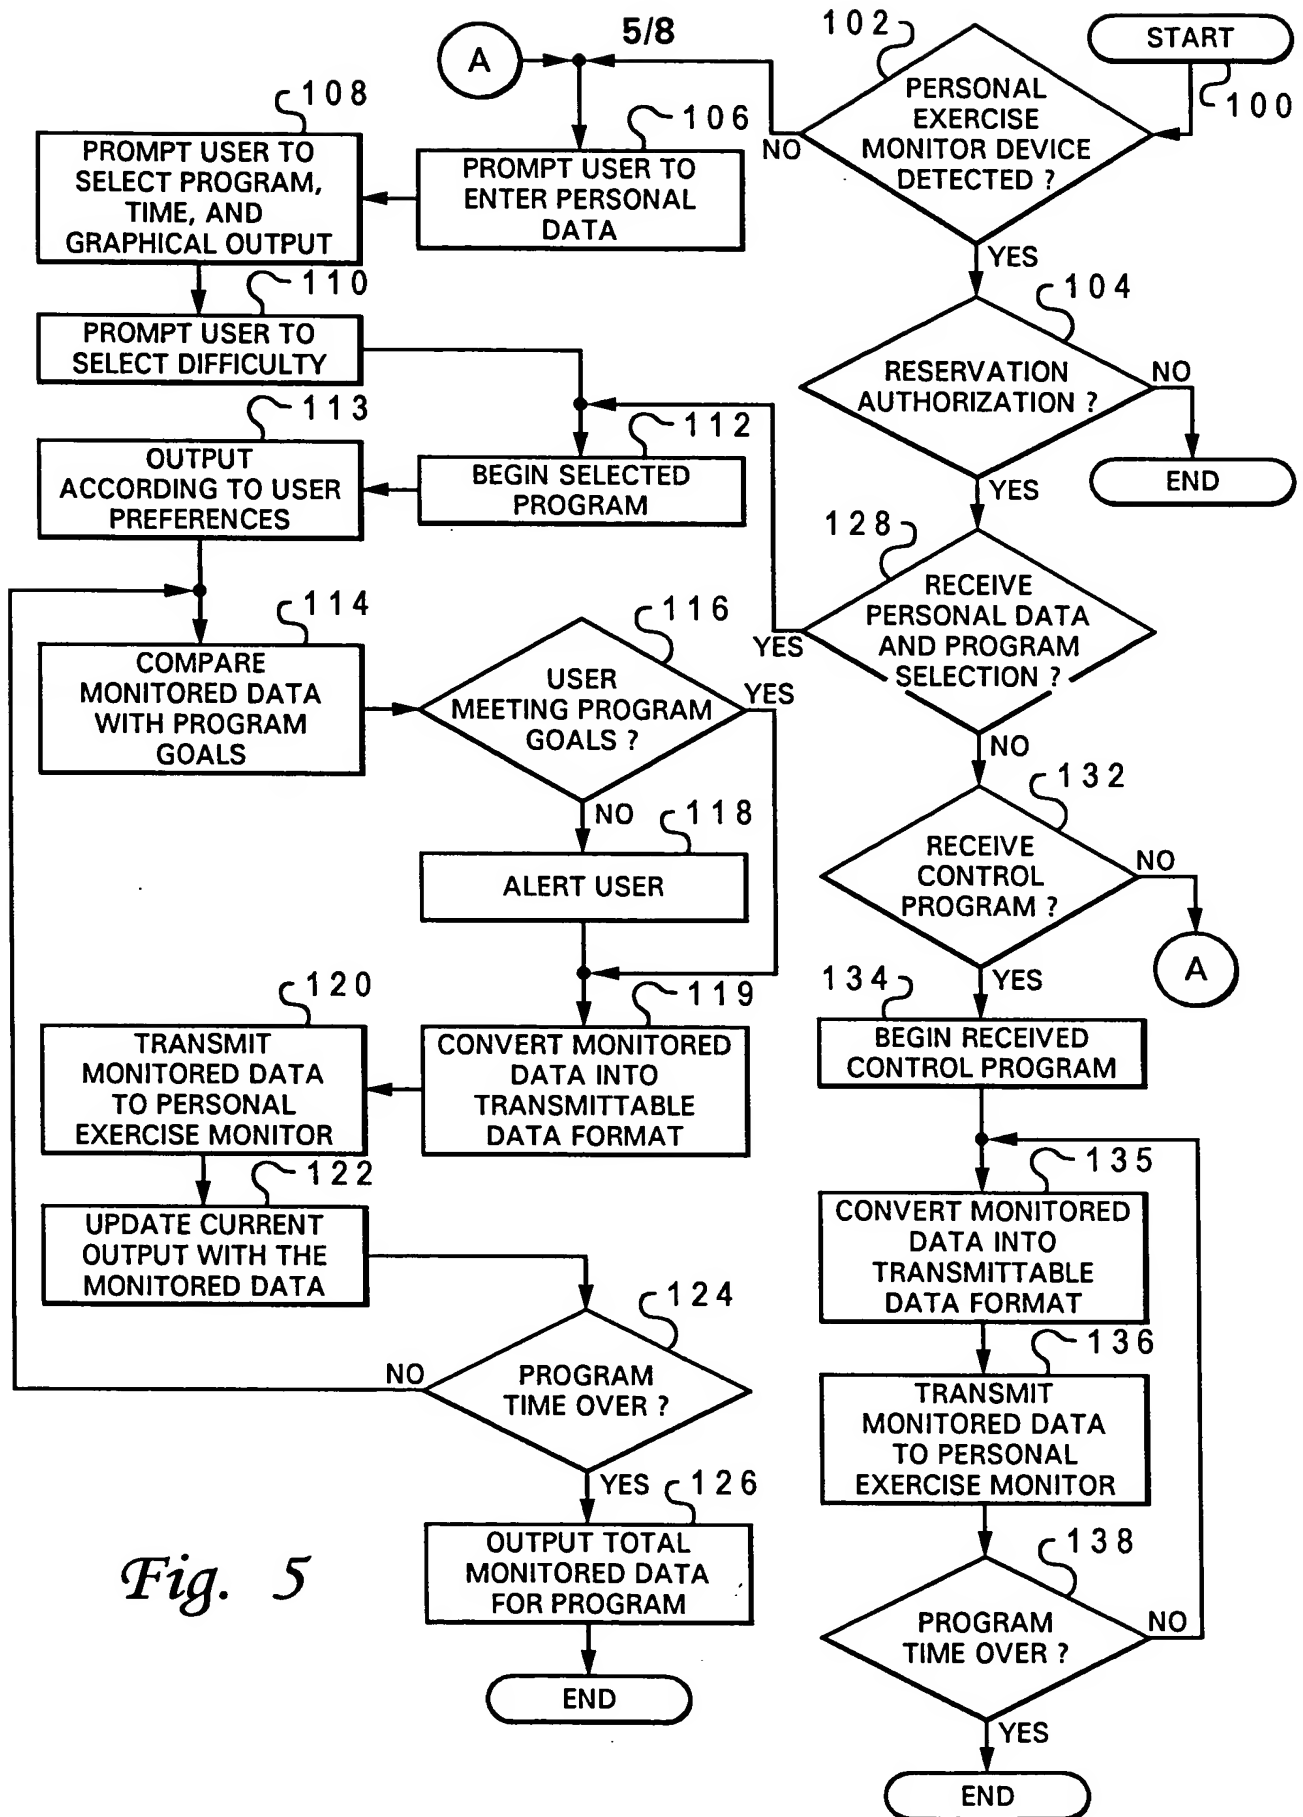 5/8
START
100
102
PERSONAL
EXERCISE
MONITOR DEVICE
DETECTED ?
NO
YES
A
106
PROMPT USER TO
ENTER PERSONAL
DATA
108
PROMPT USER TO
SELECT PROGRAM,
TIME, AND
GRAPHICAL OUTPUT
110
PROMPT USER TO
SELECT DIFFICULTY
104
RESERVATION
AUTHORIZATION ?
NO
END
YES
112
BEGIN SELECTED
PROGRAM
113
OUTPUT
ACCORDING TO USER
PREFERENCES
128
RECEIVE
PERSONAL DATA
AND PROGRAM
SELECTION ?
YES
NO
114
COMPARE
MONITORED DATA
WITH PROGRAM
GOALS
116
USER
MEETING PROGRAM
GOALS ?
YES
NO
118
ALERT USER
132
RECEIVE
CONTROL
PROGRAM ?
NO
A
YES
134
BEGIN RECEIVED
CONTROL PROGRAM
119
CONVERT MONITORED
DATA INTO
TRANSMITTABLE
DATA FORMAT
120
TRANSMIT
MONITORED DATA
TO PERSONAL
EXERCISE MONITOR
122
UPDATE CURRENT
OUTPUT WITH THE
MONITORED DATA
124
PROGRAM
TIME OVER ?
NO
YES
126
OUTPUT TOTAL
MONITORED DATA
FOR PROGRAM
END
135
CONVERT MONITORED
DATA INTO
TRANSMITTABLE
DATA FORMAT
136
TRANSMIT
MONITORED DATA
TO PERSONAL
EXERCISE MONITOR
138
PROGRAM
TIME OVER ?
NO
YES
END
Fig. 5